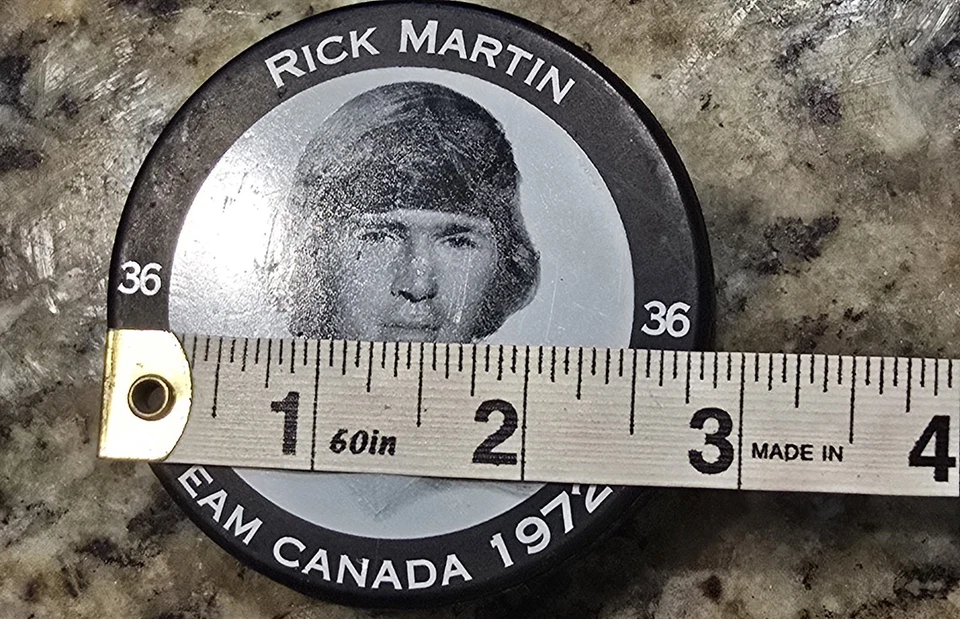 RICK MARTIN
36
36
1 60in 2 3 MADE IN 4
EAM CANADA 1972